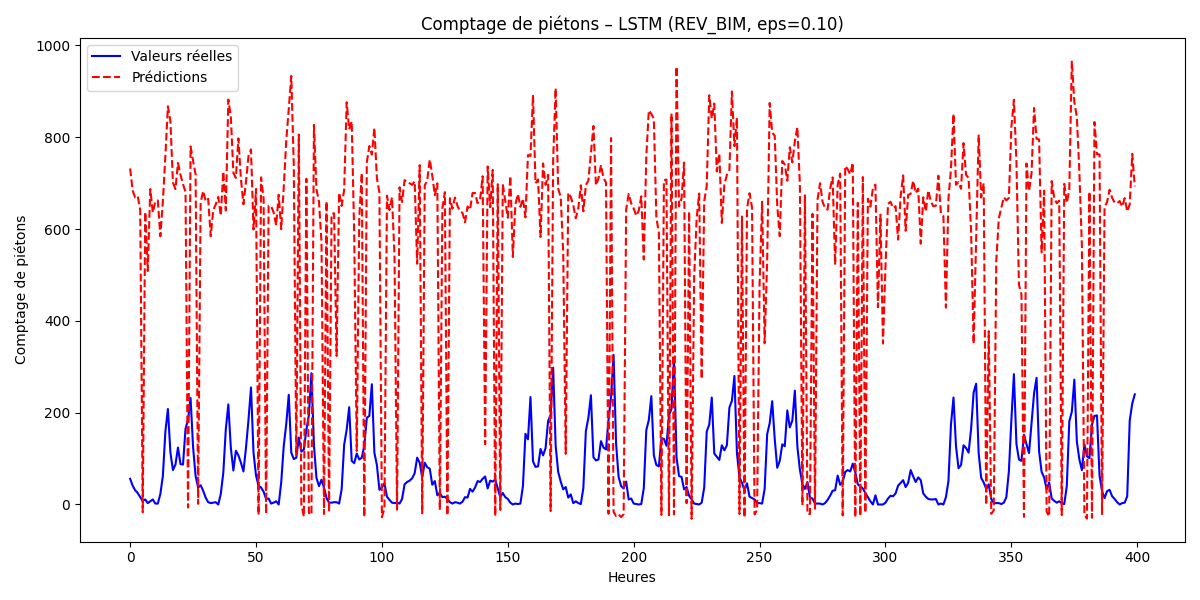 Comptage de piétons – LSTM (REV_BIM, eps=0.10)
Valeurs réelles
Prédictions
Comptage de piétons
1000
800
600
400
200
0
0 50 100 150 200 250 300 350 400
Heures